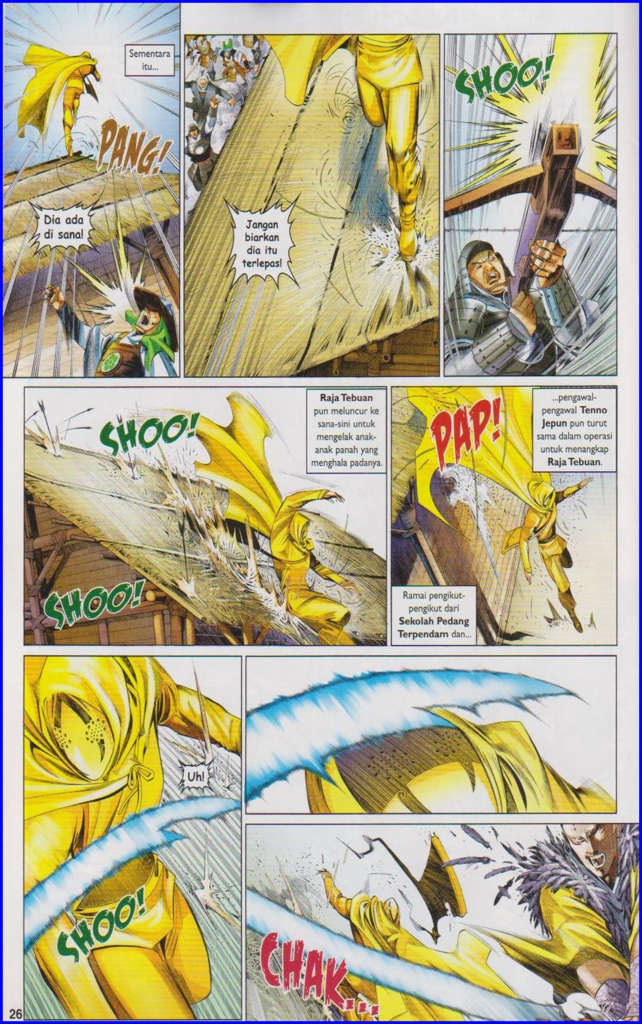 Sementara
itu...
PANG!
Dia ada
di sana!
Jangan
biarkan
dia itu
terlepas!
SHOO!
SHOO!
Raja Tebuan
pun meluncur ke
sana-sini untuk
mengelak anak-
anak panah yang
menghala padanya.
SHOO!
PAP!
...pengawal-
pengawal Tenno
Jepun pun turut
sama dalam operasi
untuk menangkap
Raja Tebuan.
Ramai pengikut-
pengikut dari
Sekolah Pedang
Terpendam dan...
Uh!
SHOO!
CHAK...
26